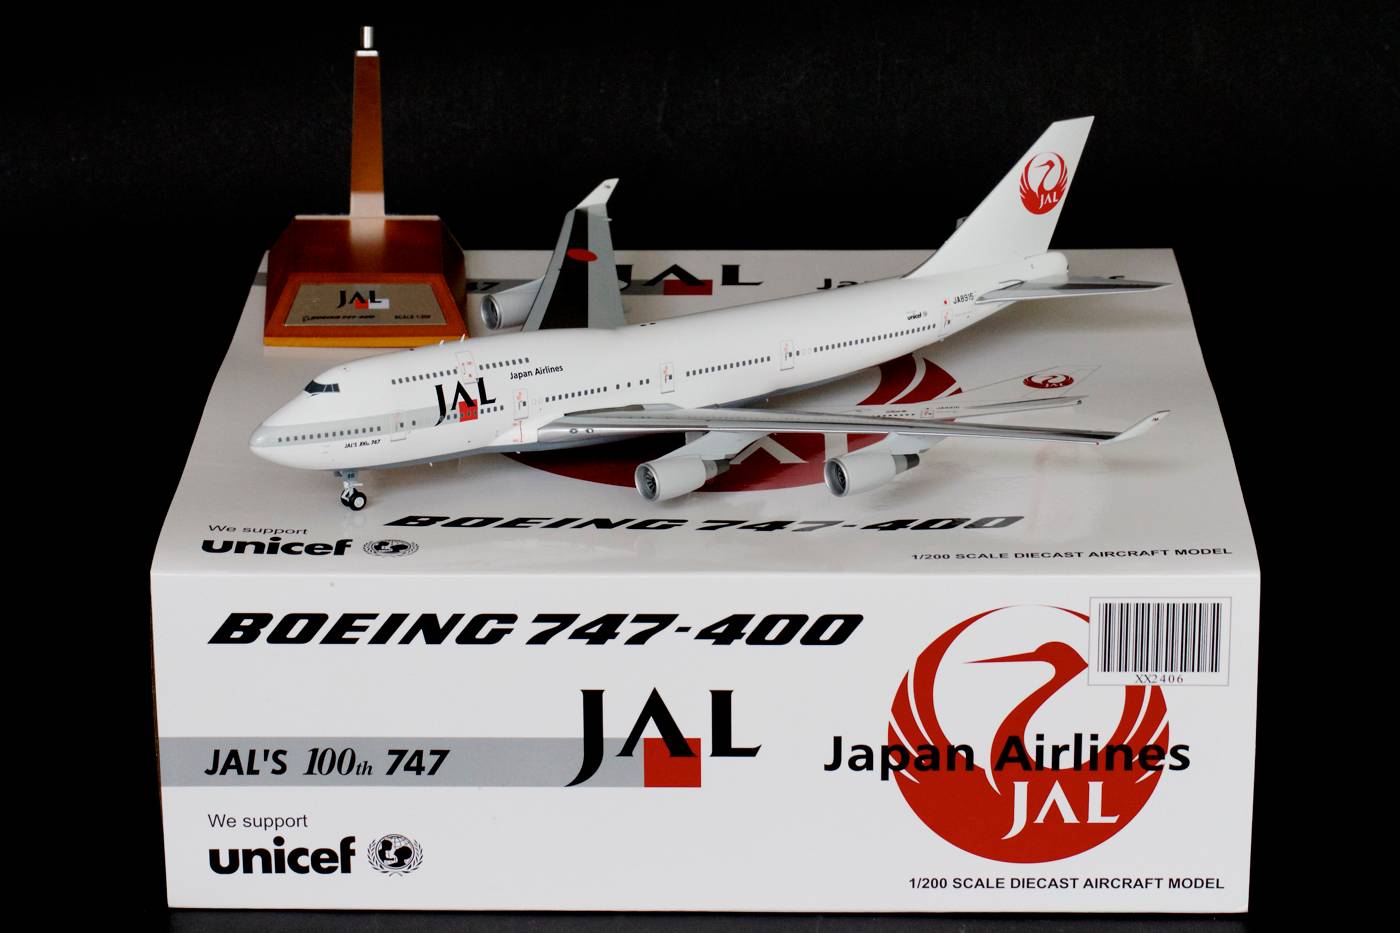 JAL
BOEING 747-400
SCALE 1:200
JAL
JAL
Japan Airlines
JAL'S 100th 747
unicef
JA8915
We support
unicef
BOEING 747-400
1/200 SCALE DIECAST AIRCRAFT MODEL
BOEING 747-400
XX2406
JAL
JAL'S 100th 747
Japan Airlines
JAL
We support
unicef
1/200 SCALE DIECAST AIRCRAFT MODEL